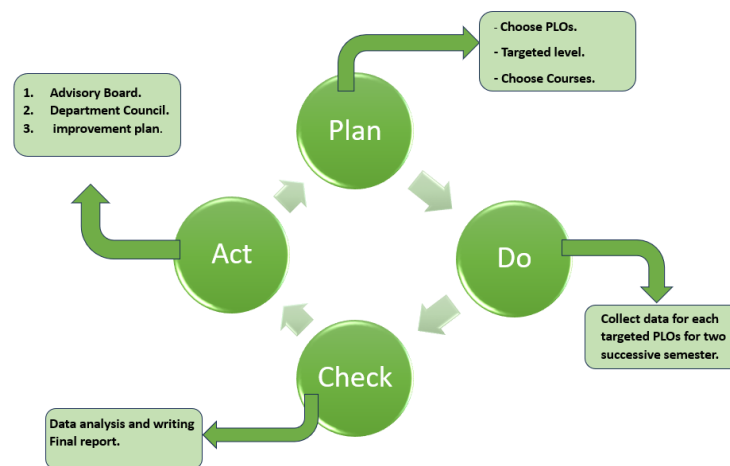 - Choose PLOs.
- Targeted level.
- Choose Courses.
1. Advisory Board.
2. Department Council.
3. improvement plan.
Plan
Act
Do
Collect data for each
targeted PLOs for two
successive semester.
Check
Data analysis and writing
Final report.